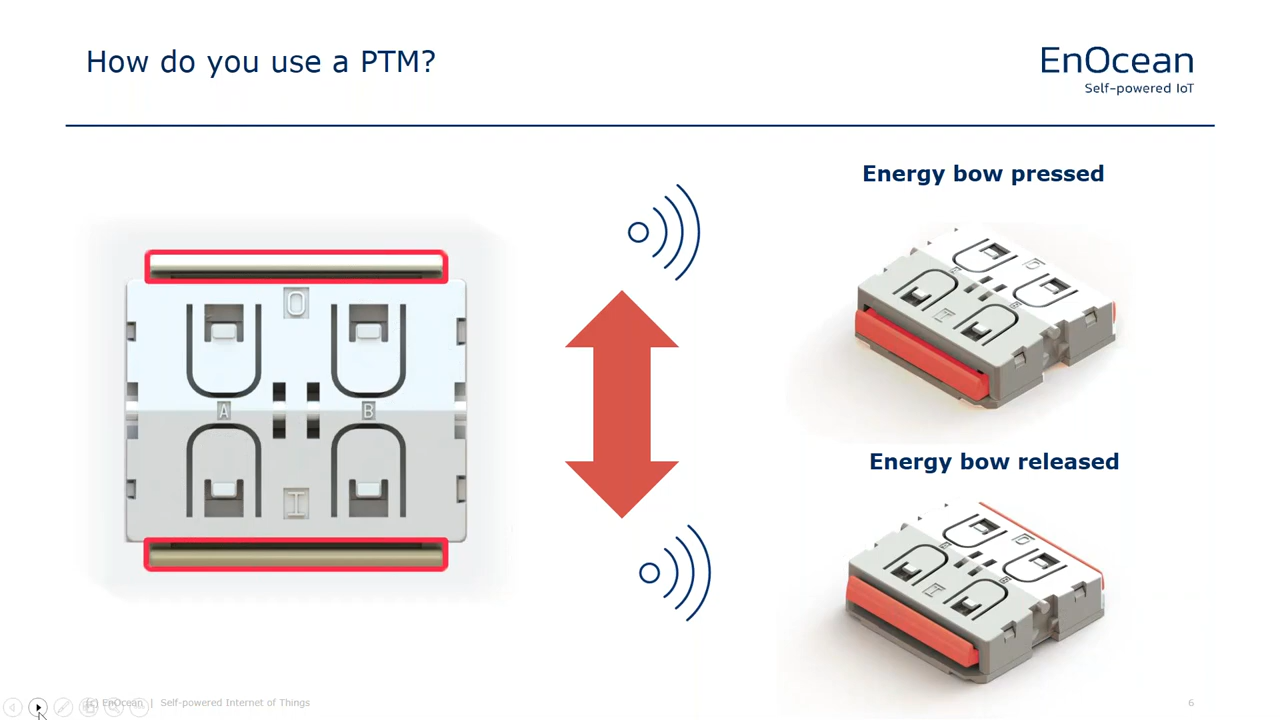 How do you use a PTM?
EnOcean
Self-powered IoT
Energy bow pressed
O
A B
I
Energy bow released
(c) EnOcean | Self-powered Internet of Things
6